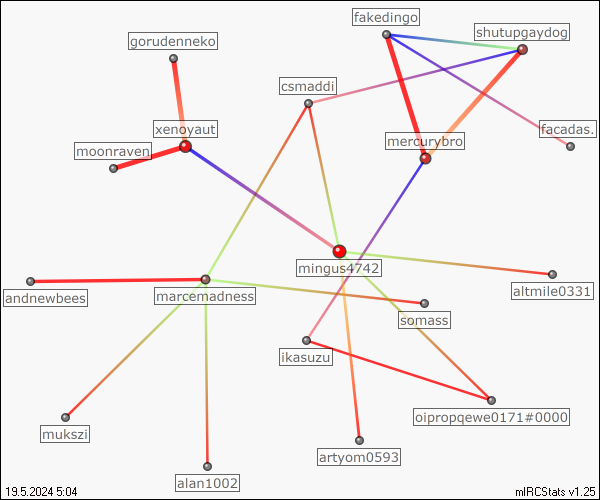 fakedingo
shutupgaydog
gorudenneko
csmaddi
xenoyaut
facadas.
mercurybro
moonraven
mingus4742
altmile0331
marcemadness
andnewbees
somass
ikasuzu
oipropqewe0171#0000
mukszi
artyom0593
alan1002
19.5.2024 5:04
mIRCStats v1.25